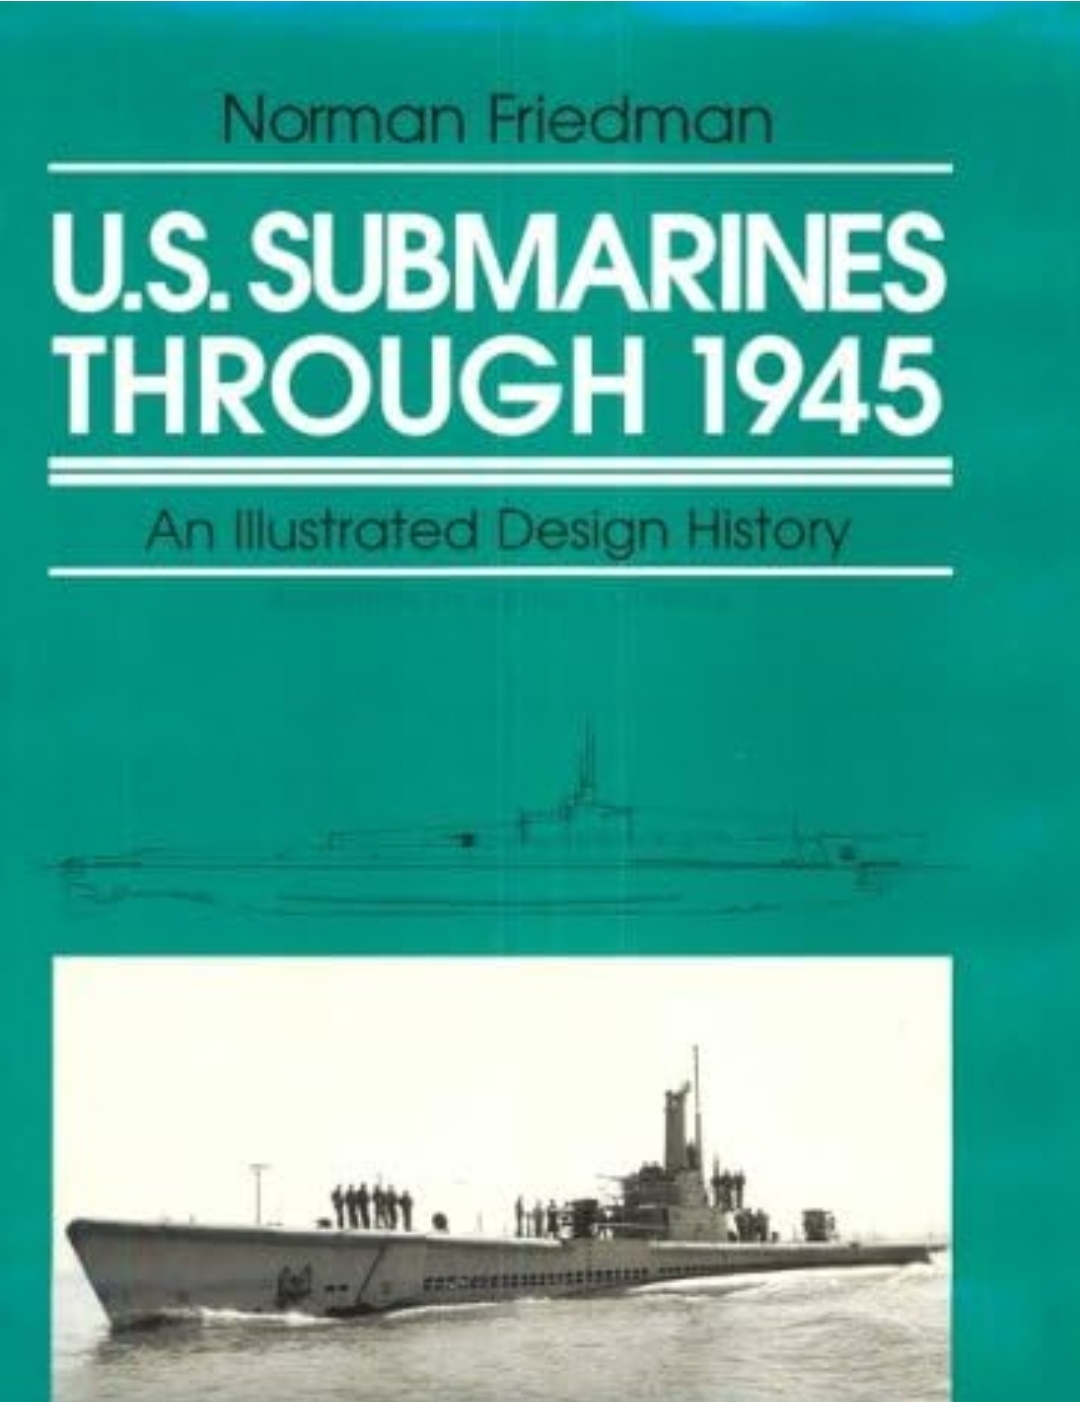 Norman Friedman
U.S. SUBMARINES
THROUGH 1945
An Illustrated Design History